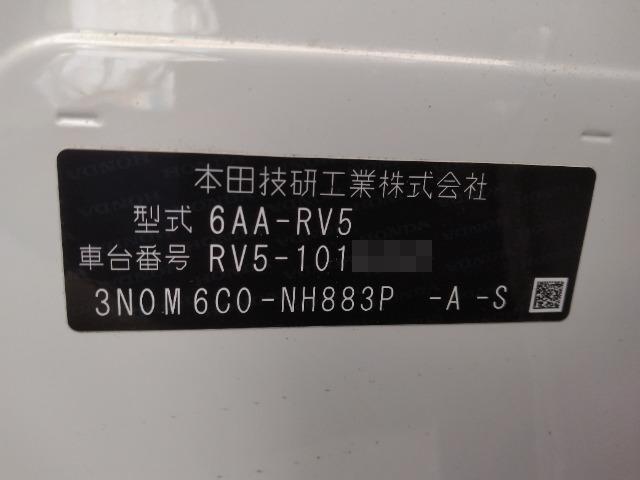 本田技研工業株式会社
型式 6AA-RV5
車台番号 RV5-101
3N0M6C0-NH883P -A -S